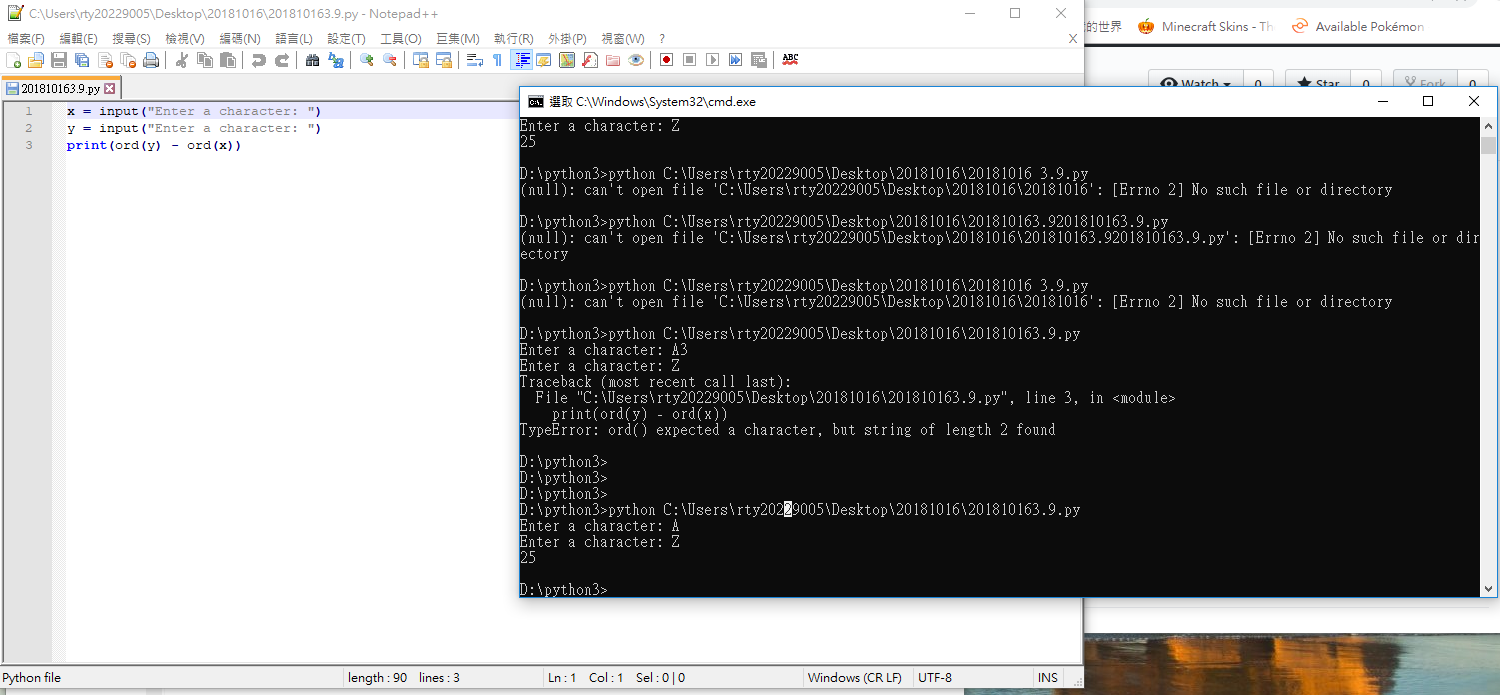 C:\Users\rty20229005\Desktop\20181016\201810163.9.py - Notepad++
檔案(F) 編輯(E) 搜尋(S) 檢視(V) 編碼(N) 語言(L) 設定(T) 工具(O) 巨集(M) 執行(R) 外掛(P) 視窗(W) ? X
201810163.9.py
1 x = input("Enter a character: ")
2 y = input("Enter a character: ")
3 print(ord(y) - ord(x))
的世界 Minecraft Skins - Th Available Pokémon
Watch 0 Star 0 Fork 0
選取 C:\Windows\System32\cmd.exe
Enter a character: Z
25
D:\python3>python C:\Users\rty20229005\Desktop\20181016\20181016 3.9.py
(null): can't open file 'C:\Users\rty20229005\Desktop\20181016\20181016': [Errno 2] No such file or directory
D:\python3>python C:\Users\rty20229005\Desktop\20181016\201810163.9201810163.9.py
(null): can't open file 'C:\Users\rty20229005\Desktop\20181016\201810163.9201810163.9.py': [Errno 2] No such file or dir
ectory
D:\python3>python C:\Users\rty20229005\Desktop\20181016\20181016 3.9.py
(null): can't open file 'C:\Users\rty20229005\Desktop\20181016\20181016': [Errno 2] No such file or directory
D:\python3>python C:\Users\rty20229005\Desktop\20181016\201810163.9.py
Enter a character: A3
Enter a character: Z
Traceback (most recent call last):
File "C:\Users\rty20229005\Desktop\20181016\201810163.9.py", line 3, in <module>
print(ord(y) - ord(x))
TypeError: ord() expected a character, but string of length 2 found
D:\python3>
D:\python3>
D:\python3>
D:\python3>python C:\Users\rty20229005\Desktop\20181016\201810163.9.py
Enter a character: A
Enter a character: Z
25
D:\python3>
Python file length : 90 lines : 3 Ln : 1 Col : 1 Sel : 0 | 0 Windows (CR LF) UTF-8 INS